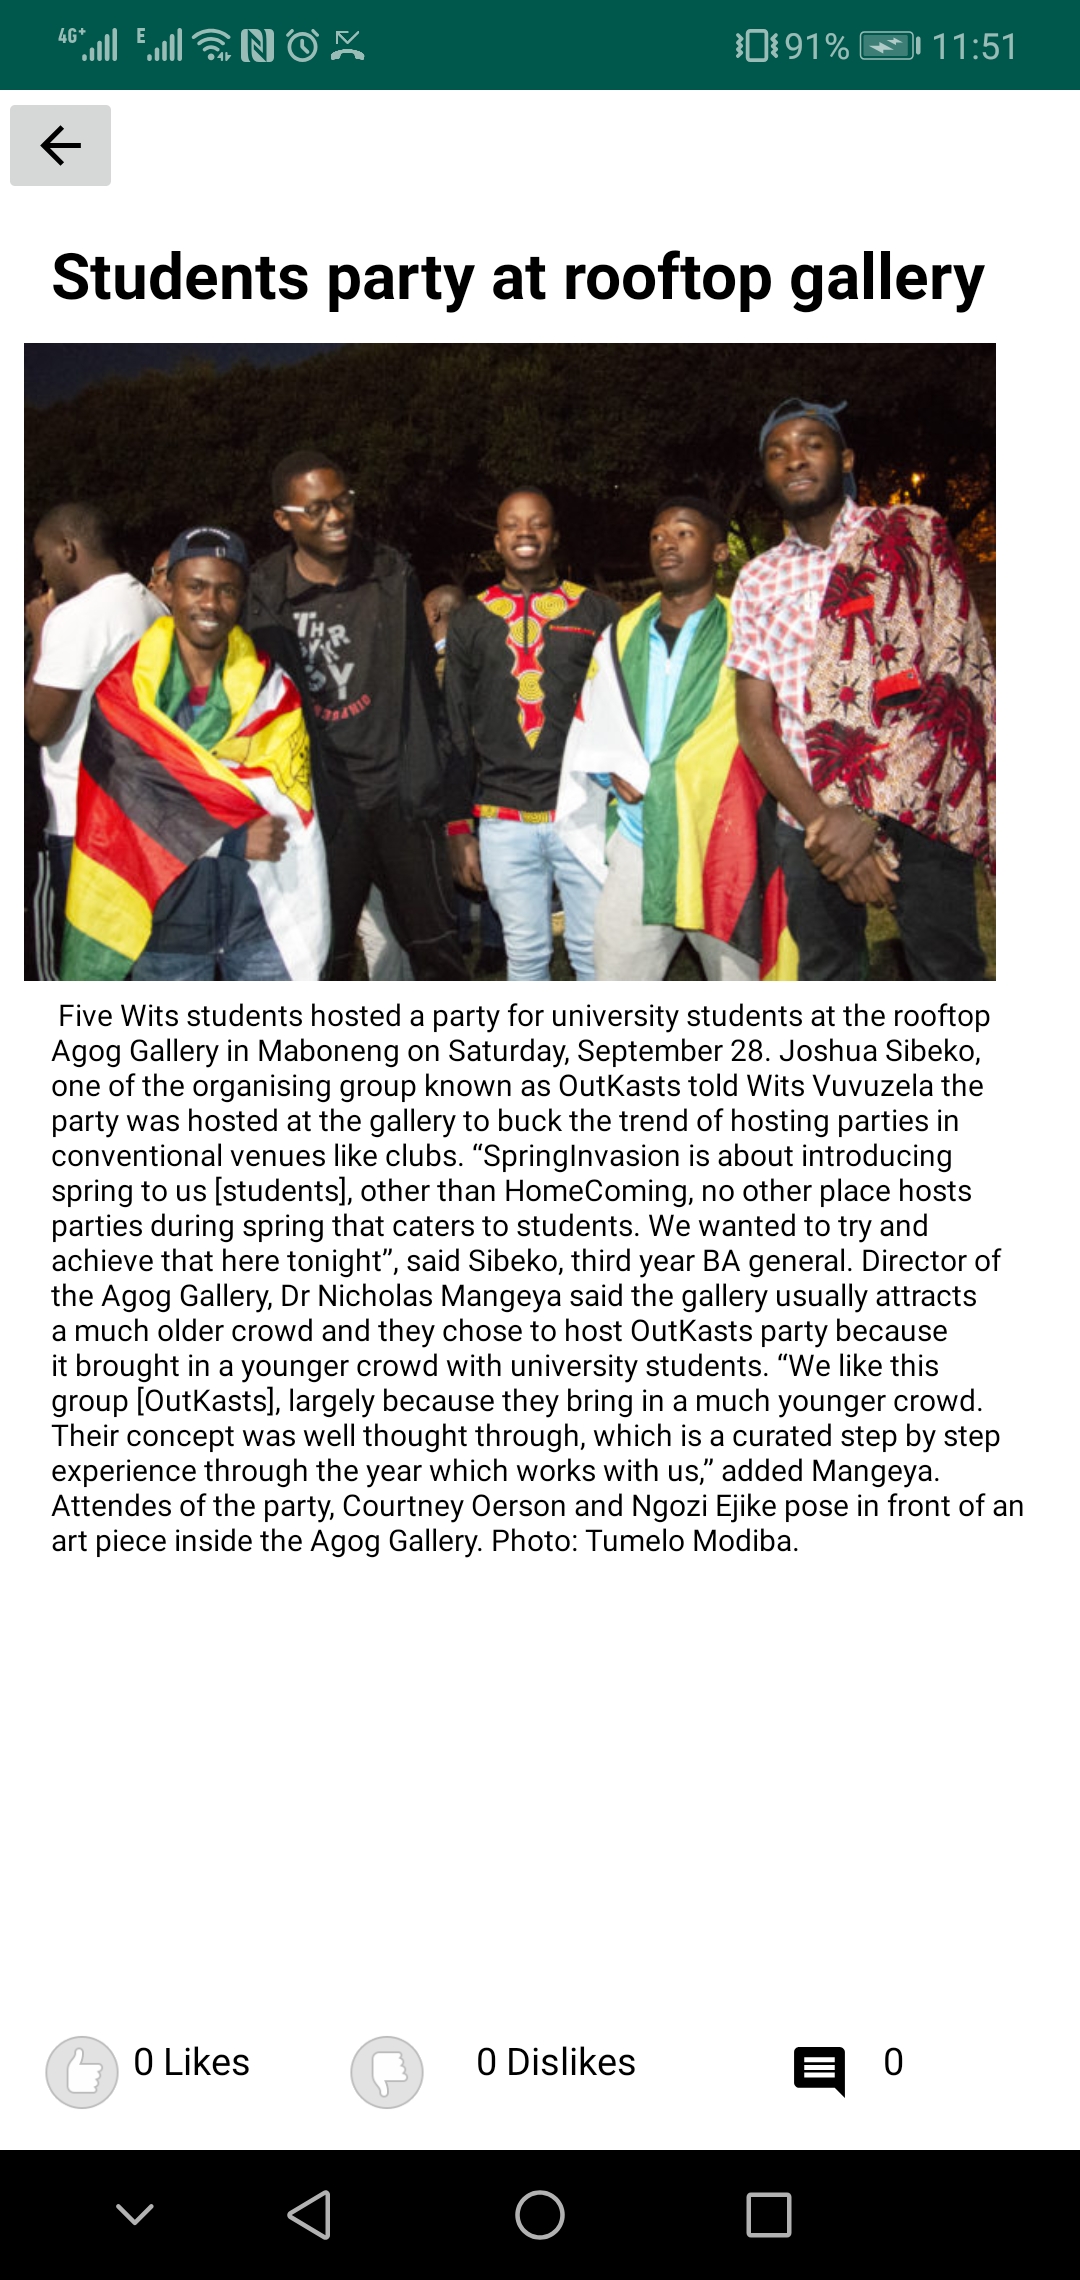 4G+ E 91% 11:51
Students party at rooftop gallery
Five Wits students hosted a party for university students at the rooftop
Agog Gallery in Maboneng on Saturday, September 28. Joshua Sibeko,
one of the organising group known as OutKasts told Wits Vuvuzela the
party was hosted at the gallery to buck the trend of hosting parties in
conventional venues like clubs. “SpringInvasion is about introducing
spring to us [students], other than HomeComing, no other place hosts
parties during spring that caters to students. We wanted to try and
achieve that here tonight”, said Sibeko, third year BA general. Director of
the Agog Gallery, Dr Nicholas Mangeya said the gallery usually attracts
a much older crowd and they chose to host OutKasts party because
it brought in a younger crowd with university students. “We like this
group [OutKasts], largely because they bring in a much younger crowd.
Their concept was well thought through, which is a curated step by step
experience through the year which works with us,” added Mangeya.
Attendes of the party, Courtney Oerson and Ngozi Ejike pose in front of an
art piece inside the Agog Gallery. Photo: Tumelo Modiba.
0 Likes 0 Dislikes 0